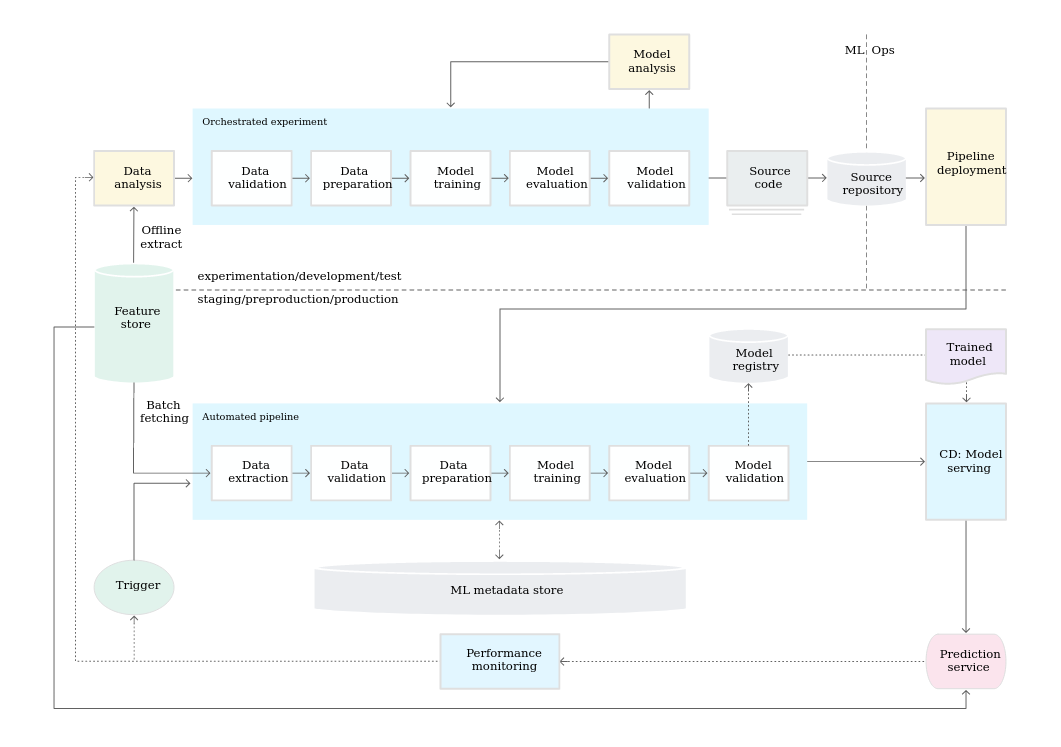 Model
analysis
ML Ops
Orchestrated experiment
Data
analysis
Data
validation
Data
preparation
Model
training
Model
evaluation
Model
validation
Source
code
Source
repository
Pipeline
deployment
Offline
extract
experimentation/development/test
staging/preproduction/production
Feature
store
Model
registry
Trained
model
Batch
fetching
Automated pipeline
Data
extraction
Data
validation
Data
preparation
Model
training
Model
evaluation
Model
validation
CD: Model
serving
Trigger
ML metadata store
Performance
monitoring
Prediction
service